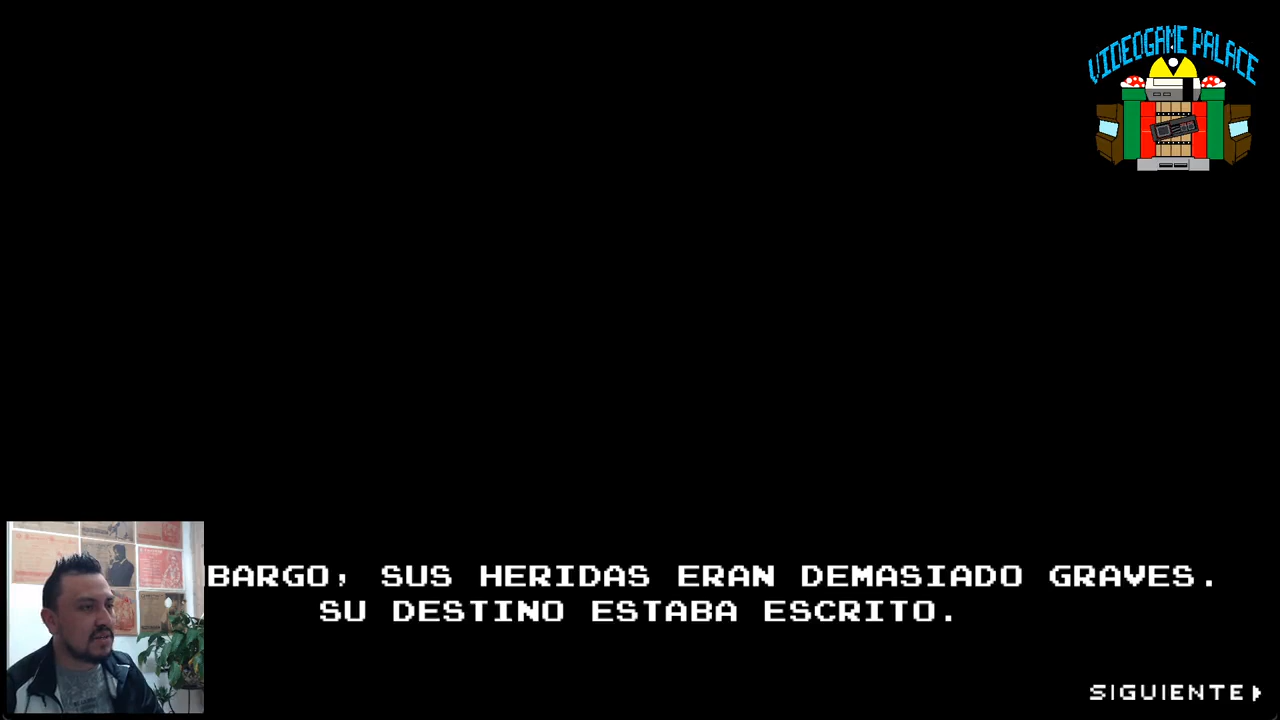 VIDEOGAME PALACE
BARGO, SUS HERIDAS ERAN DEMASIADO GRAVES.
SU DESTINO ESTABA ESCRITO.
SIGUIENTE